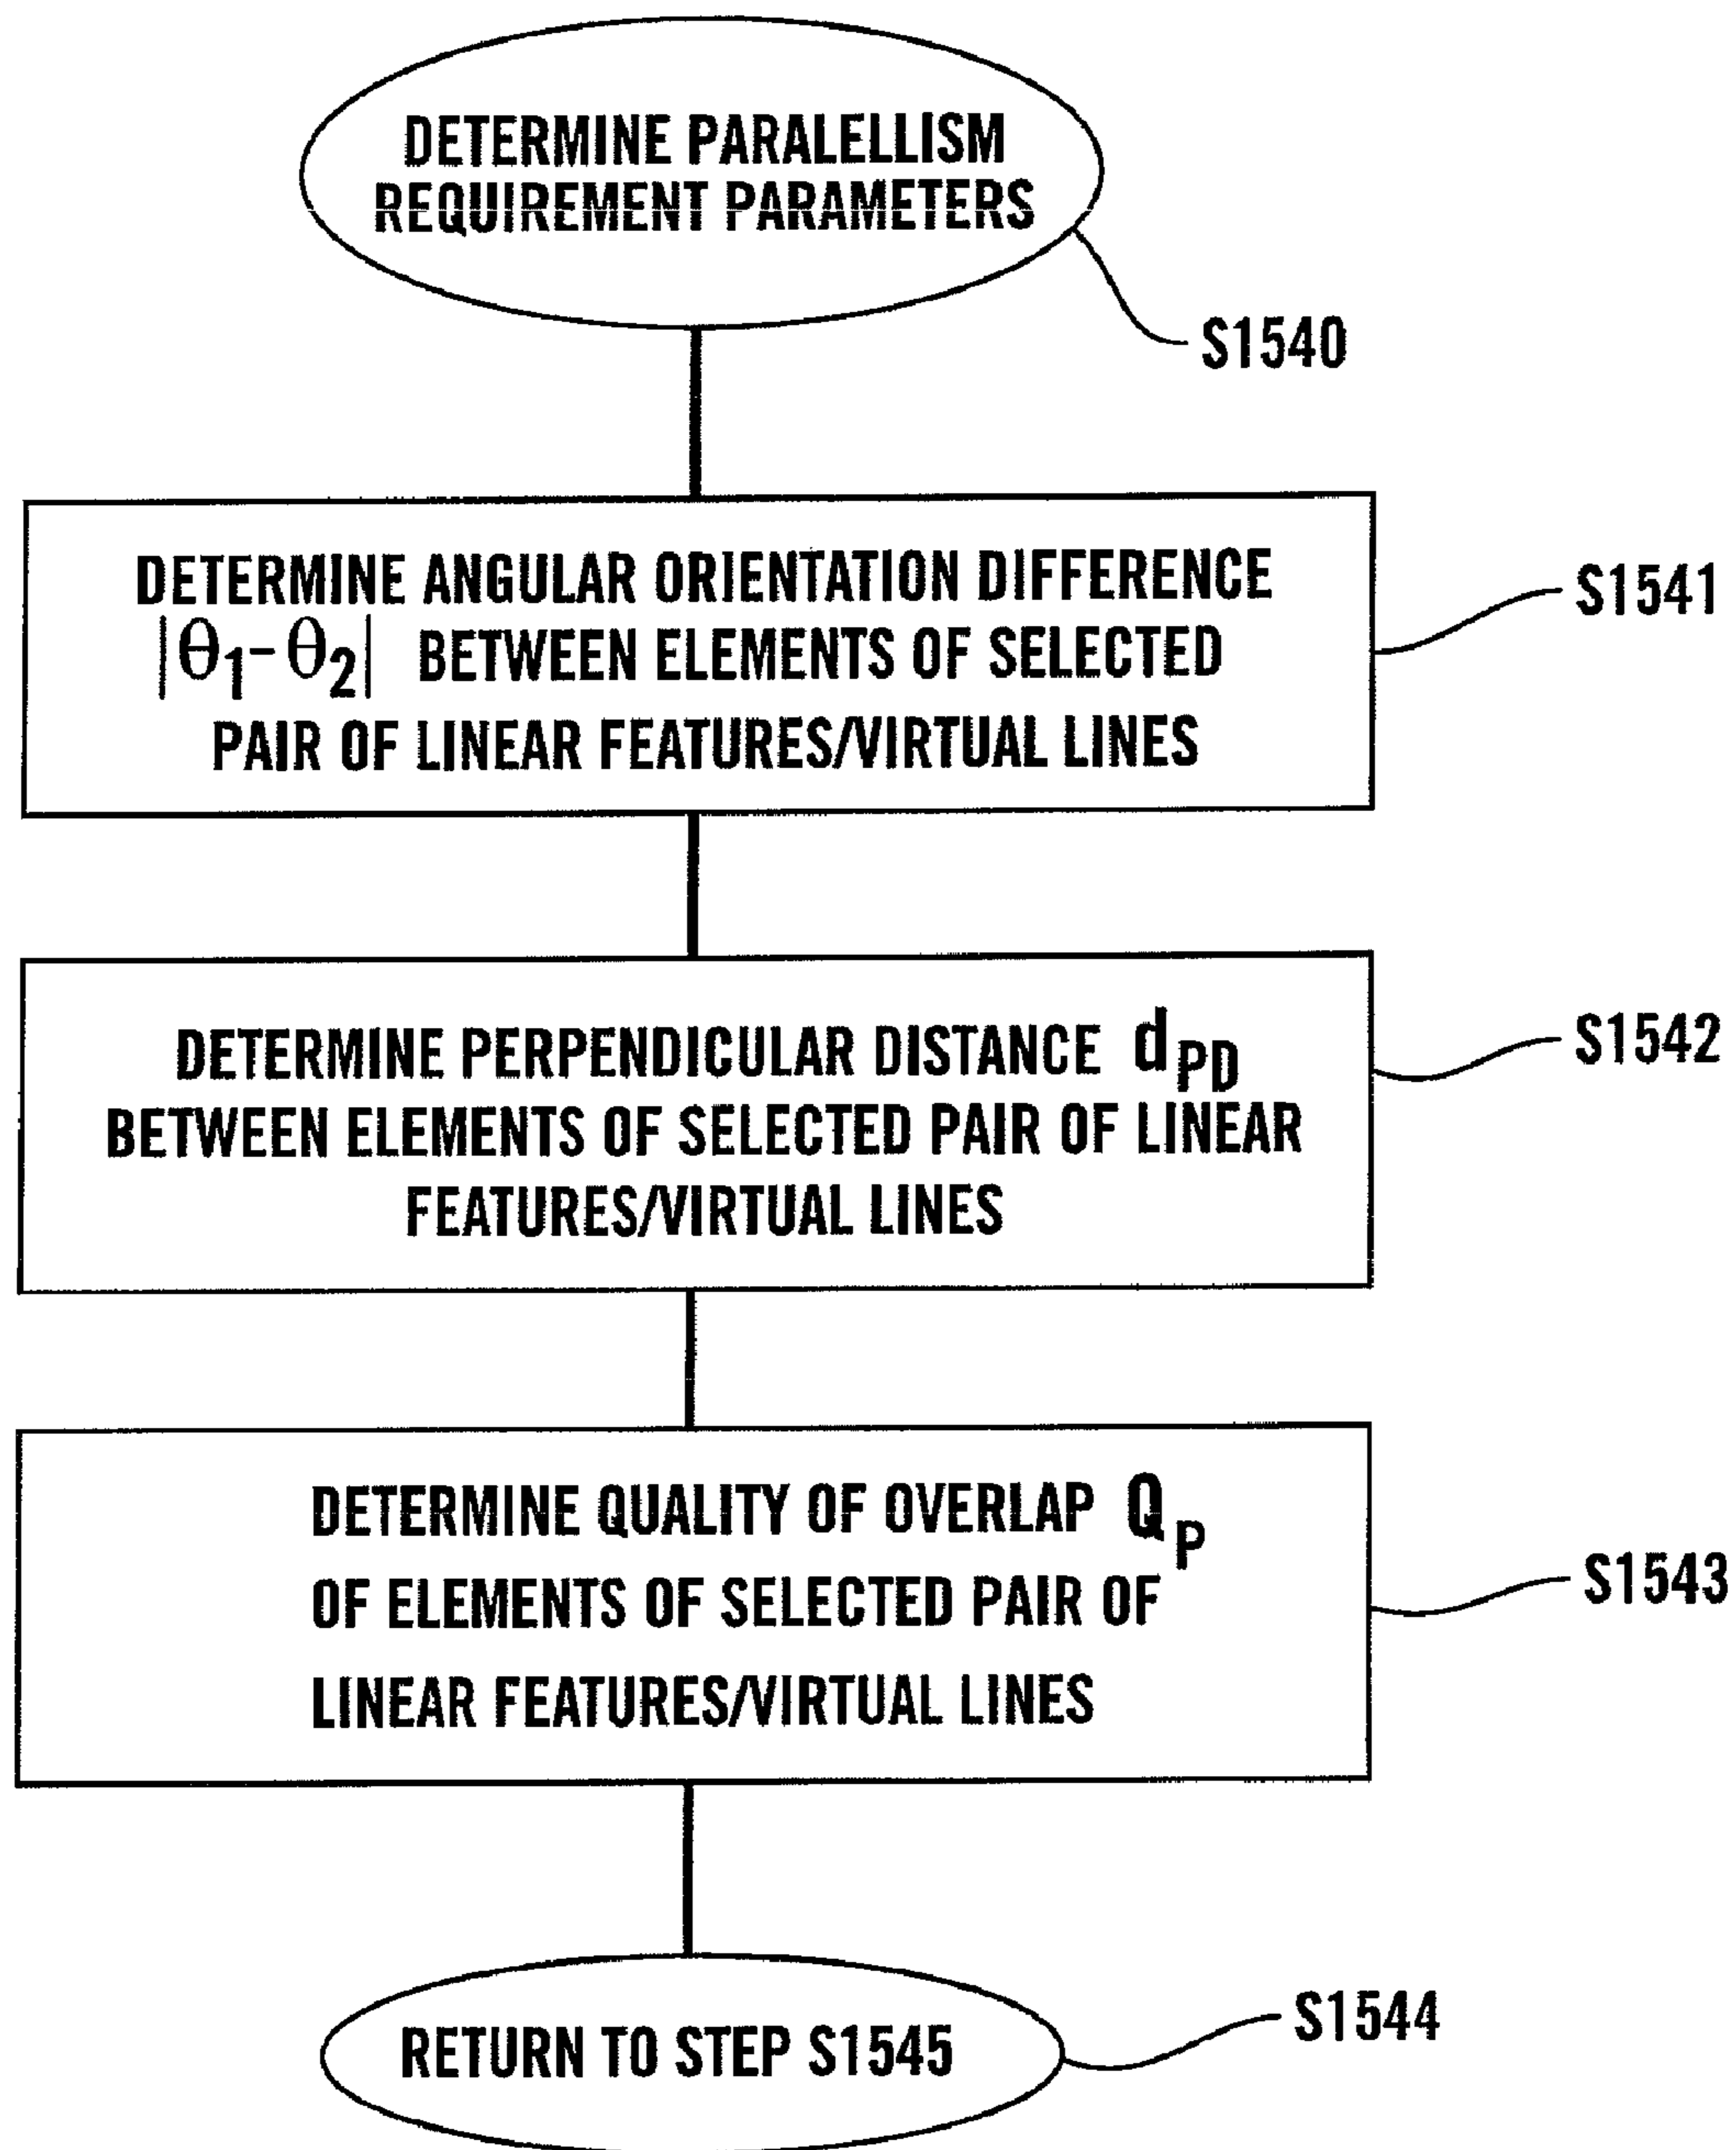 DETERMINE PARALELLISM
REQUIREMENT PARAMETERS
S1540
DETERMINE ANGULAR ORIENTATION DIFFERENCE
|θ1-θ2| BETWEEN ELEMENTS OF SELECTED
PAIR OF LINEAR FEATURES/VIRTUAL LINES
S1541
DETERMINE PERPENDICULAR DISTANCE dPD
BETWEEN ELEMENTS OF SELECTED PAIR OF LINEAR
FEATURES/VIRTUAL LINES
S1542
DETERMINE QUALITY OF OVERLAP QP
OF ELEMENTS OF SELECTED PAIR OF
LINEAR FEATURES/VIRTUAL LINES
S1543
RETURN TO STEP S1545
S1544